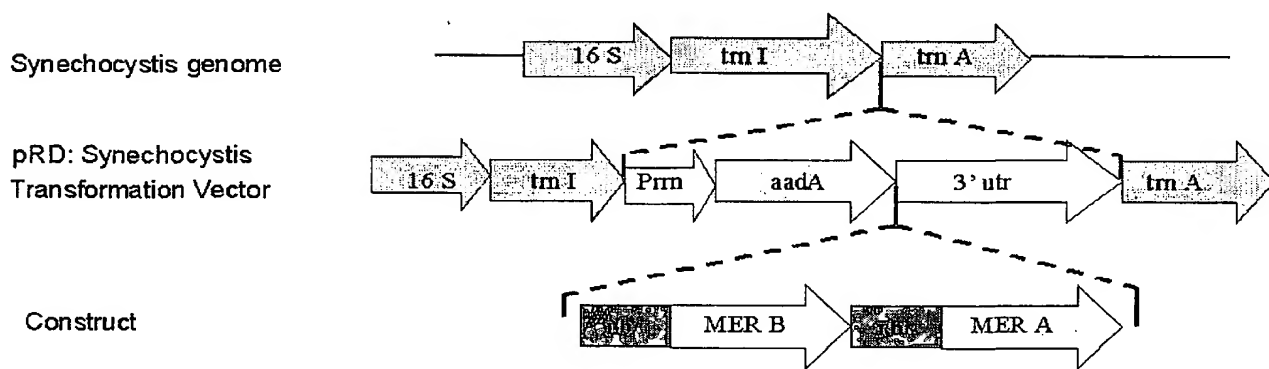 Synechocystis genome
16 S trn I trn A
pRD: Synechocystis
Transformation Vector
16 S trn I Prrn aadA 3' utr trn A
Construct
MER B MER A